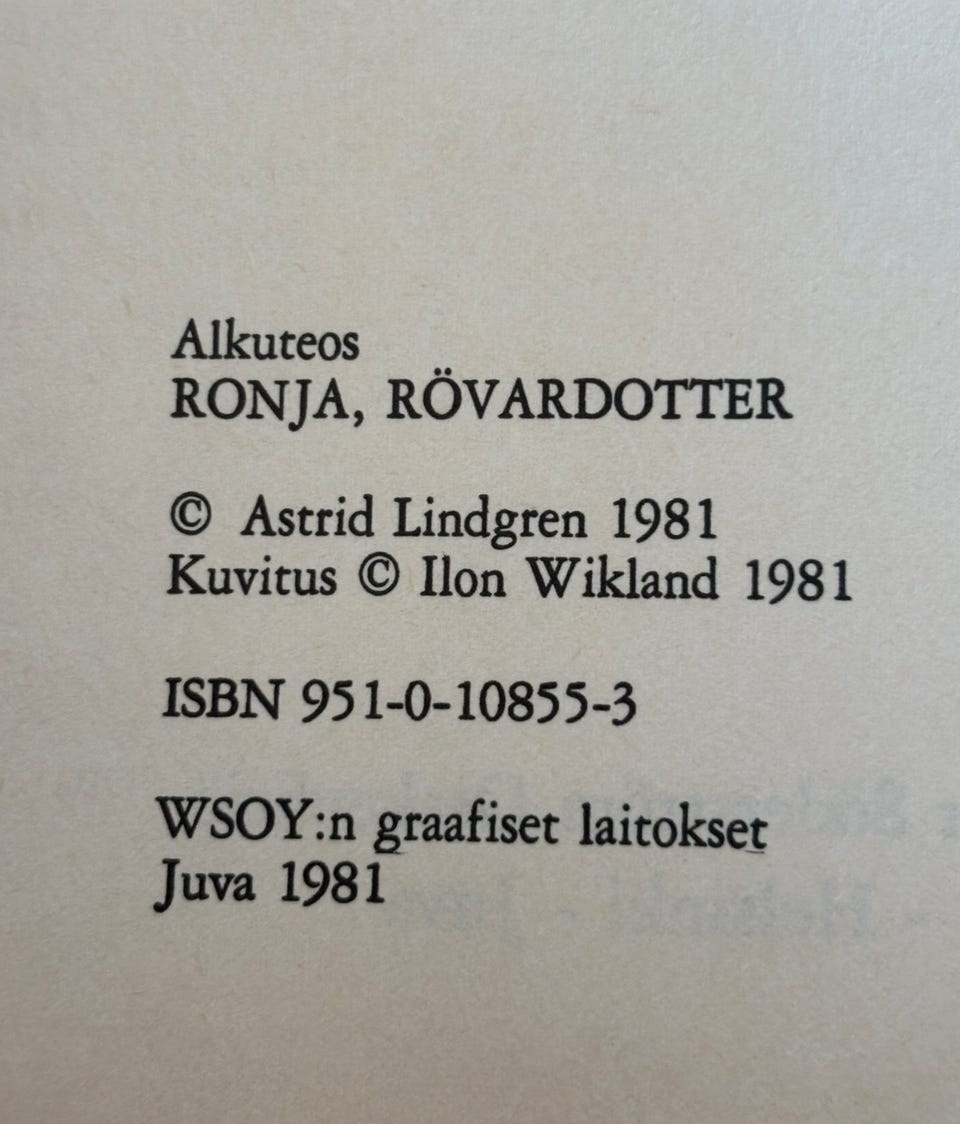 Alkuteos
RONJA, RÖVARDOTTER
© Astrid Lindgren 1981
Kuvitus © Ilon Wikland 1981
ISBN 951-0-10855-3
WSOY:n graafiset laitokset
Juva 1981